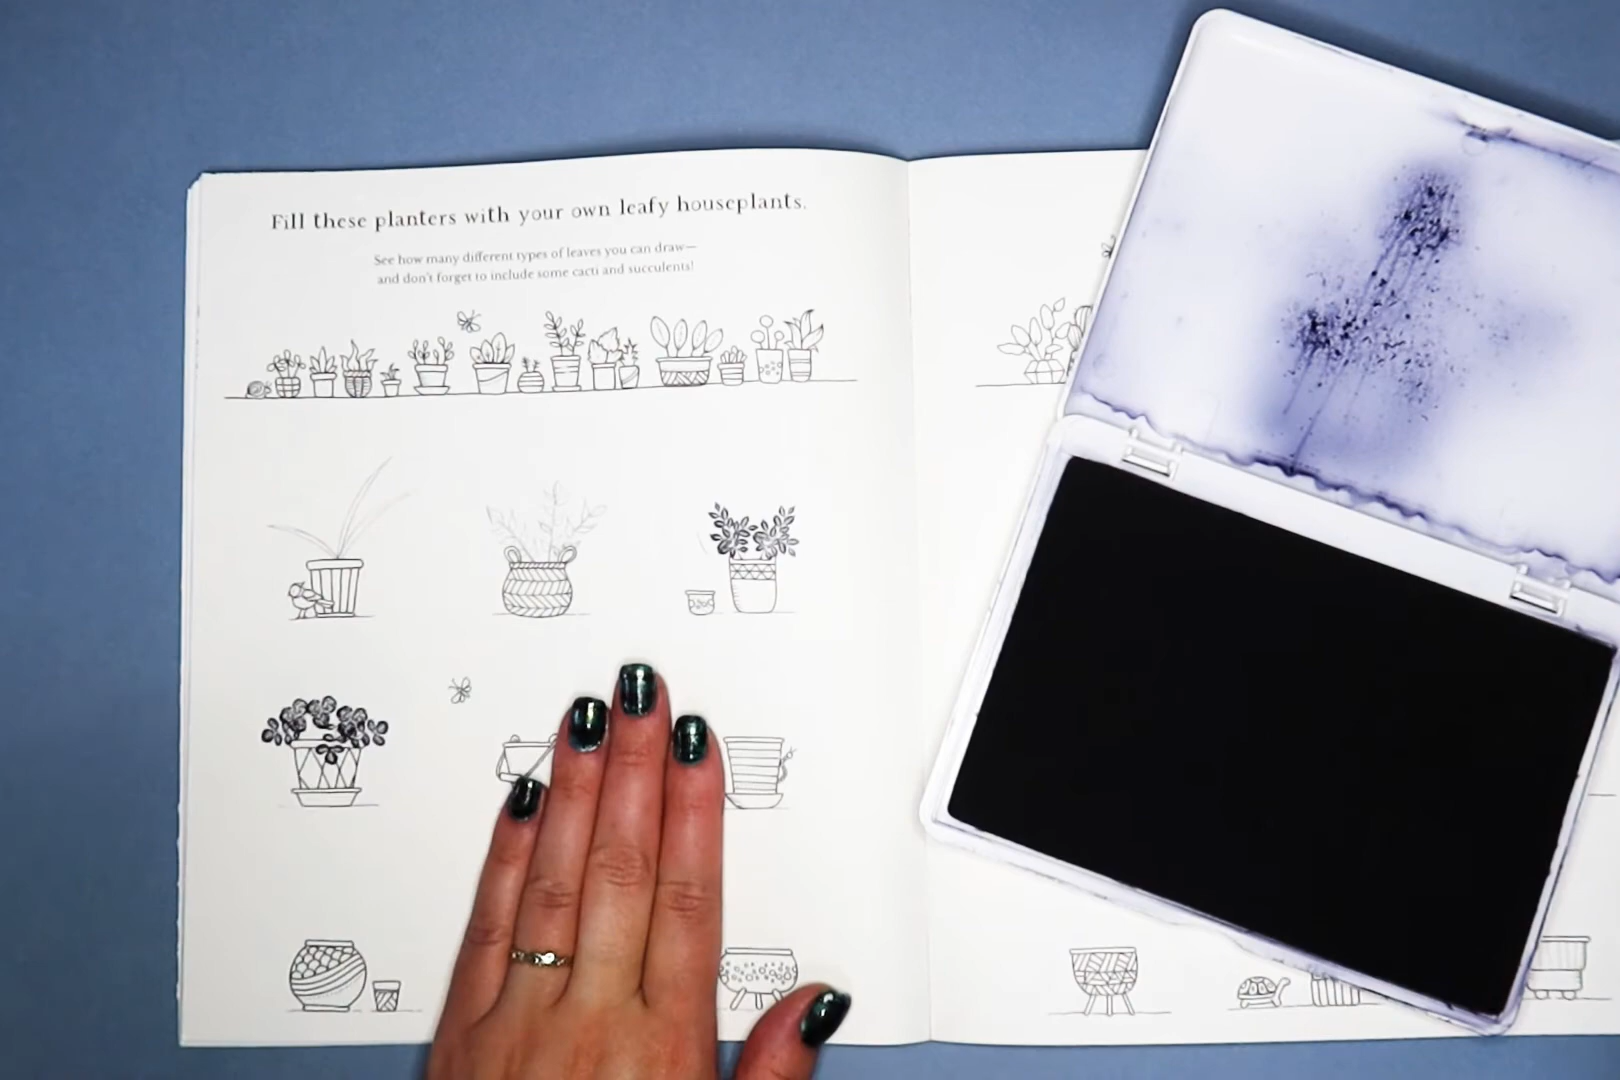 Fill these planters with your own leafy houseplants.
See how many different types of leaves you can draw—
and don't forget to include some cacti and succulents!